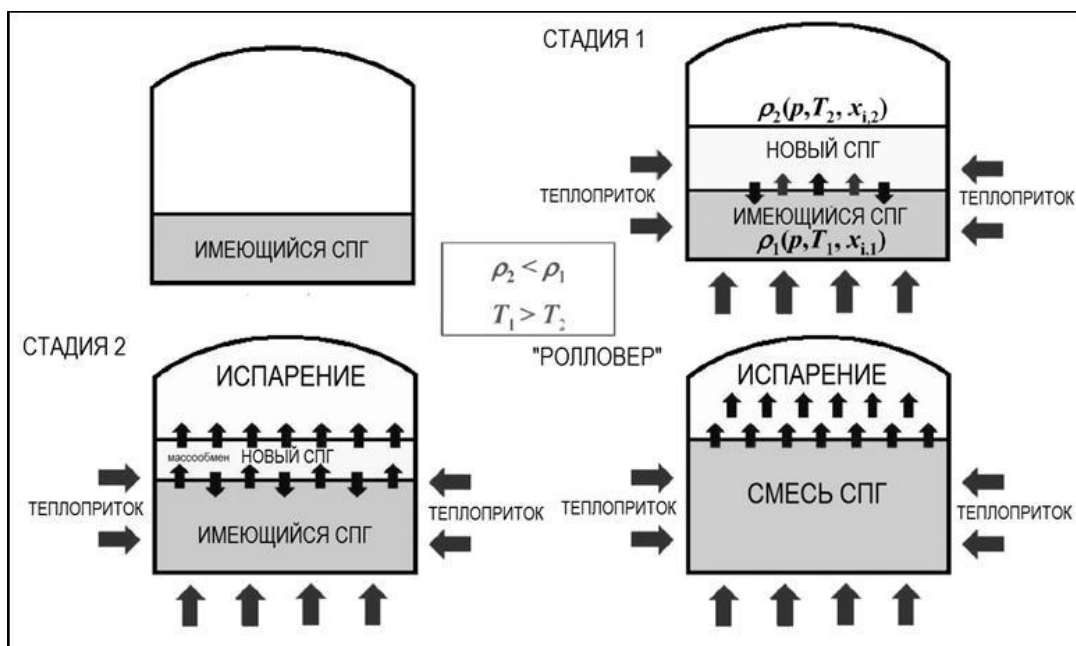 ИМЕЮЩИЙСЯ СПГ
СТАДИЯ 1
ρ₂(p,T₂, xᵢ,₂)
НОВЫЙ СПГ
ТЕПЛОПРИТОК
ТЕПЛОПРИТОК
ИМЕЮЩИЙСЯ СПГ
ρ₁(p,T₁, xᵢ,₁)
ρ₂ < ρ₁
T₁ > T₂
СТАДИЯ 2
ИСПАРЕНИЕ
массообмен НОВЫЙ СПГ
ТЕПЛОПРИТОК
ТЕПЛОПРИТОК
ИМЕЮЩИЙСЯ СПГ
"РОЛЛОВЕР"
ИСПАРЕНИЕ
СМЕСЬ СПГ
ТЕПЛОПРИТОК
ТЕПЛОПРИТОК